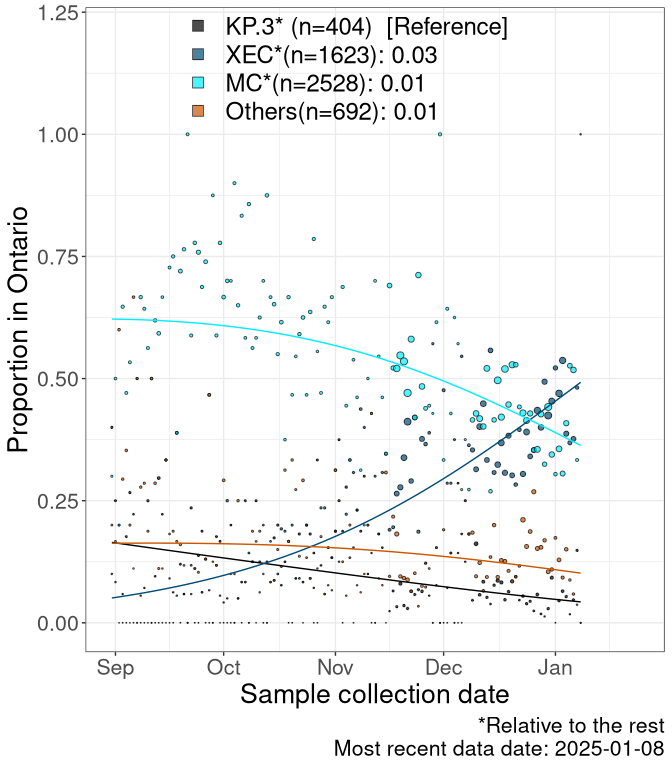 KP.3* (n=404)  [Reference]
XEC*(n=1623): 0.03
MC*(n=2528): 0.01
Others(n=692): 0.01
1.25
1.00
0.75
0.50
0.25
0.00
Proportion in Ontario
Sep Oct Nov Dec Jan
Sample collection date
*Relative to the rest
Most recent data date: 2025-01-08